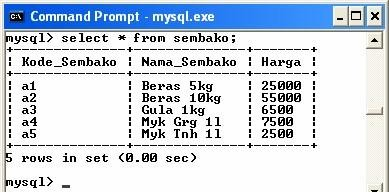 Command Prompt - mysql.exe
mysql> select * from sembako;
+--------------+--------------+-------+
| Kode_Sembako | Nama_Sembako | Harga |
+--------------+--------------+-------+
| a1           | Beras 5kg    | 25000 |
| a2           | Beras 10kg   | 55000 |
| a3           | Gula 1kg     | 6500  |
| a4           | Myk Grg 1l   | 7500  |
| a5           | Myk Tnh 1l   | 2500  |
+--------------+--------------+-------+
5 rows in set (0.00 sec)
mysql> _